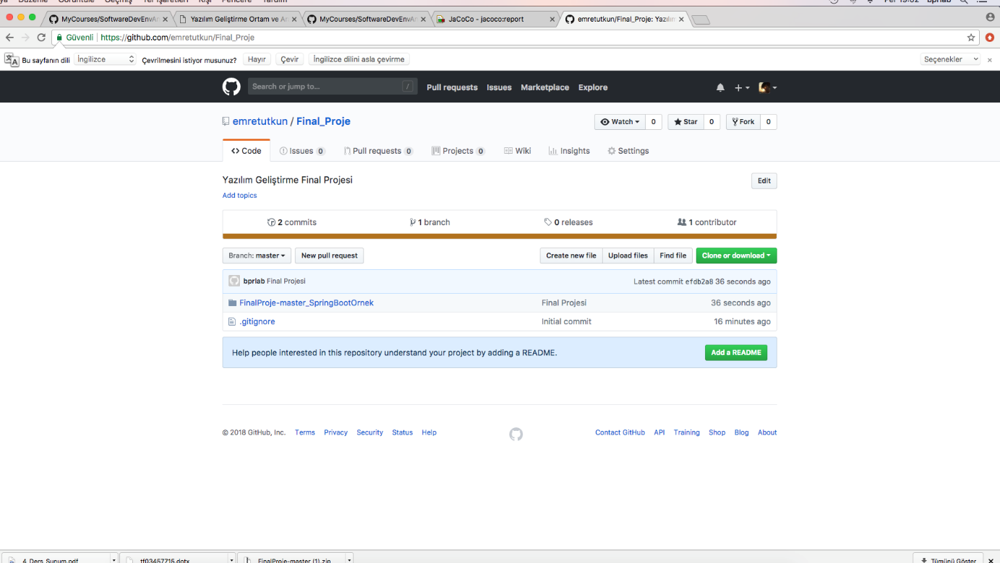 Düzenle Görüntüle Geçmiş Yer İşaretleri Kişi Pencere Yardım Per 15:02 bprlab
MyCourses/SoftwareDevEnvAn Yazılım Geliştirme Ortam ve Ar MyCourses/SoftwareDevEnvAn JaCoCo - jacoco:report emretutkun/Final_Proje: Yazılım
Güvenli https://github.com/emretutkun/Final_Proje
Bu sayfanın dili İngilizce Çevrilmesini istiyor musunuz? Hayır Çevir İngilizce dilini asla çevirme Seçenekler
Search or jump to... / Pull requests Issues Marketplace Explore
emretutkun / Final_Proje Watch 0 Star 0 Fork 0
Code Issues 0 Pull requests 0 Projects 0 Wiki Insights Settings
Yazılım Geliştirme Final Projesi Edit
Add topics
2 commits 1 branch 0 releases 1 contributor
Branch: master New pull request Create new file Upload files Find file Clone or download
bprlab Final Projesi Latest commit efdb2a8 36 seconds ago
FinalProje-master_SpringBootOrnek Final Projesi 36 seconds ago
.gitignore Initial commit 16 minutes ago
Help people interested in this repository understand your project by adding a README. Add a README
© 2018 GitHub, Inc. Terms Privacy Security Status Help Contact GitHub API Training Shop Blog About
4_Ders_Sunum.pdf tf03457715.dotx FinalProje-master (1).zip Tümünü Göster